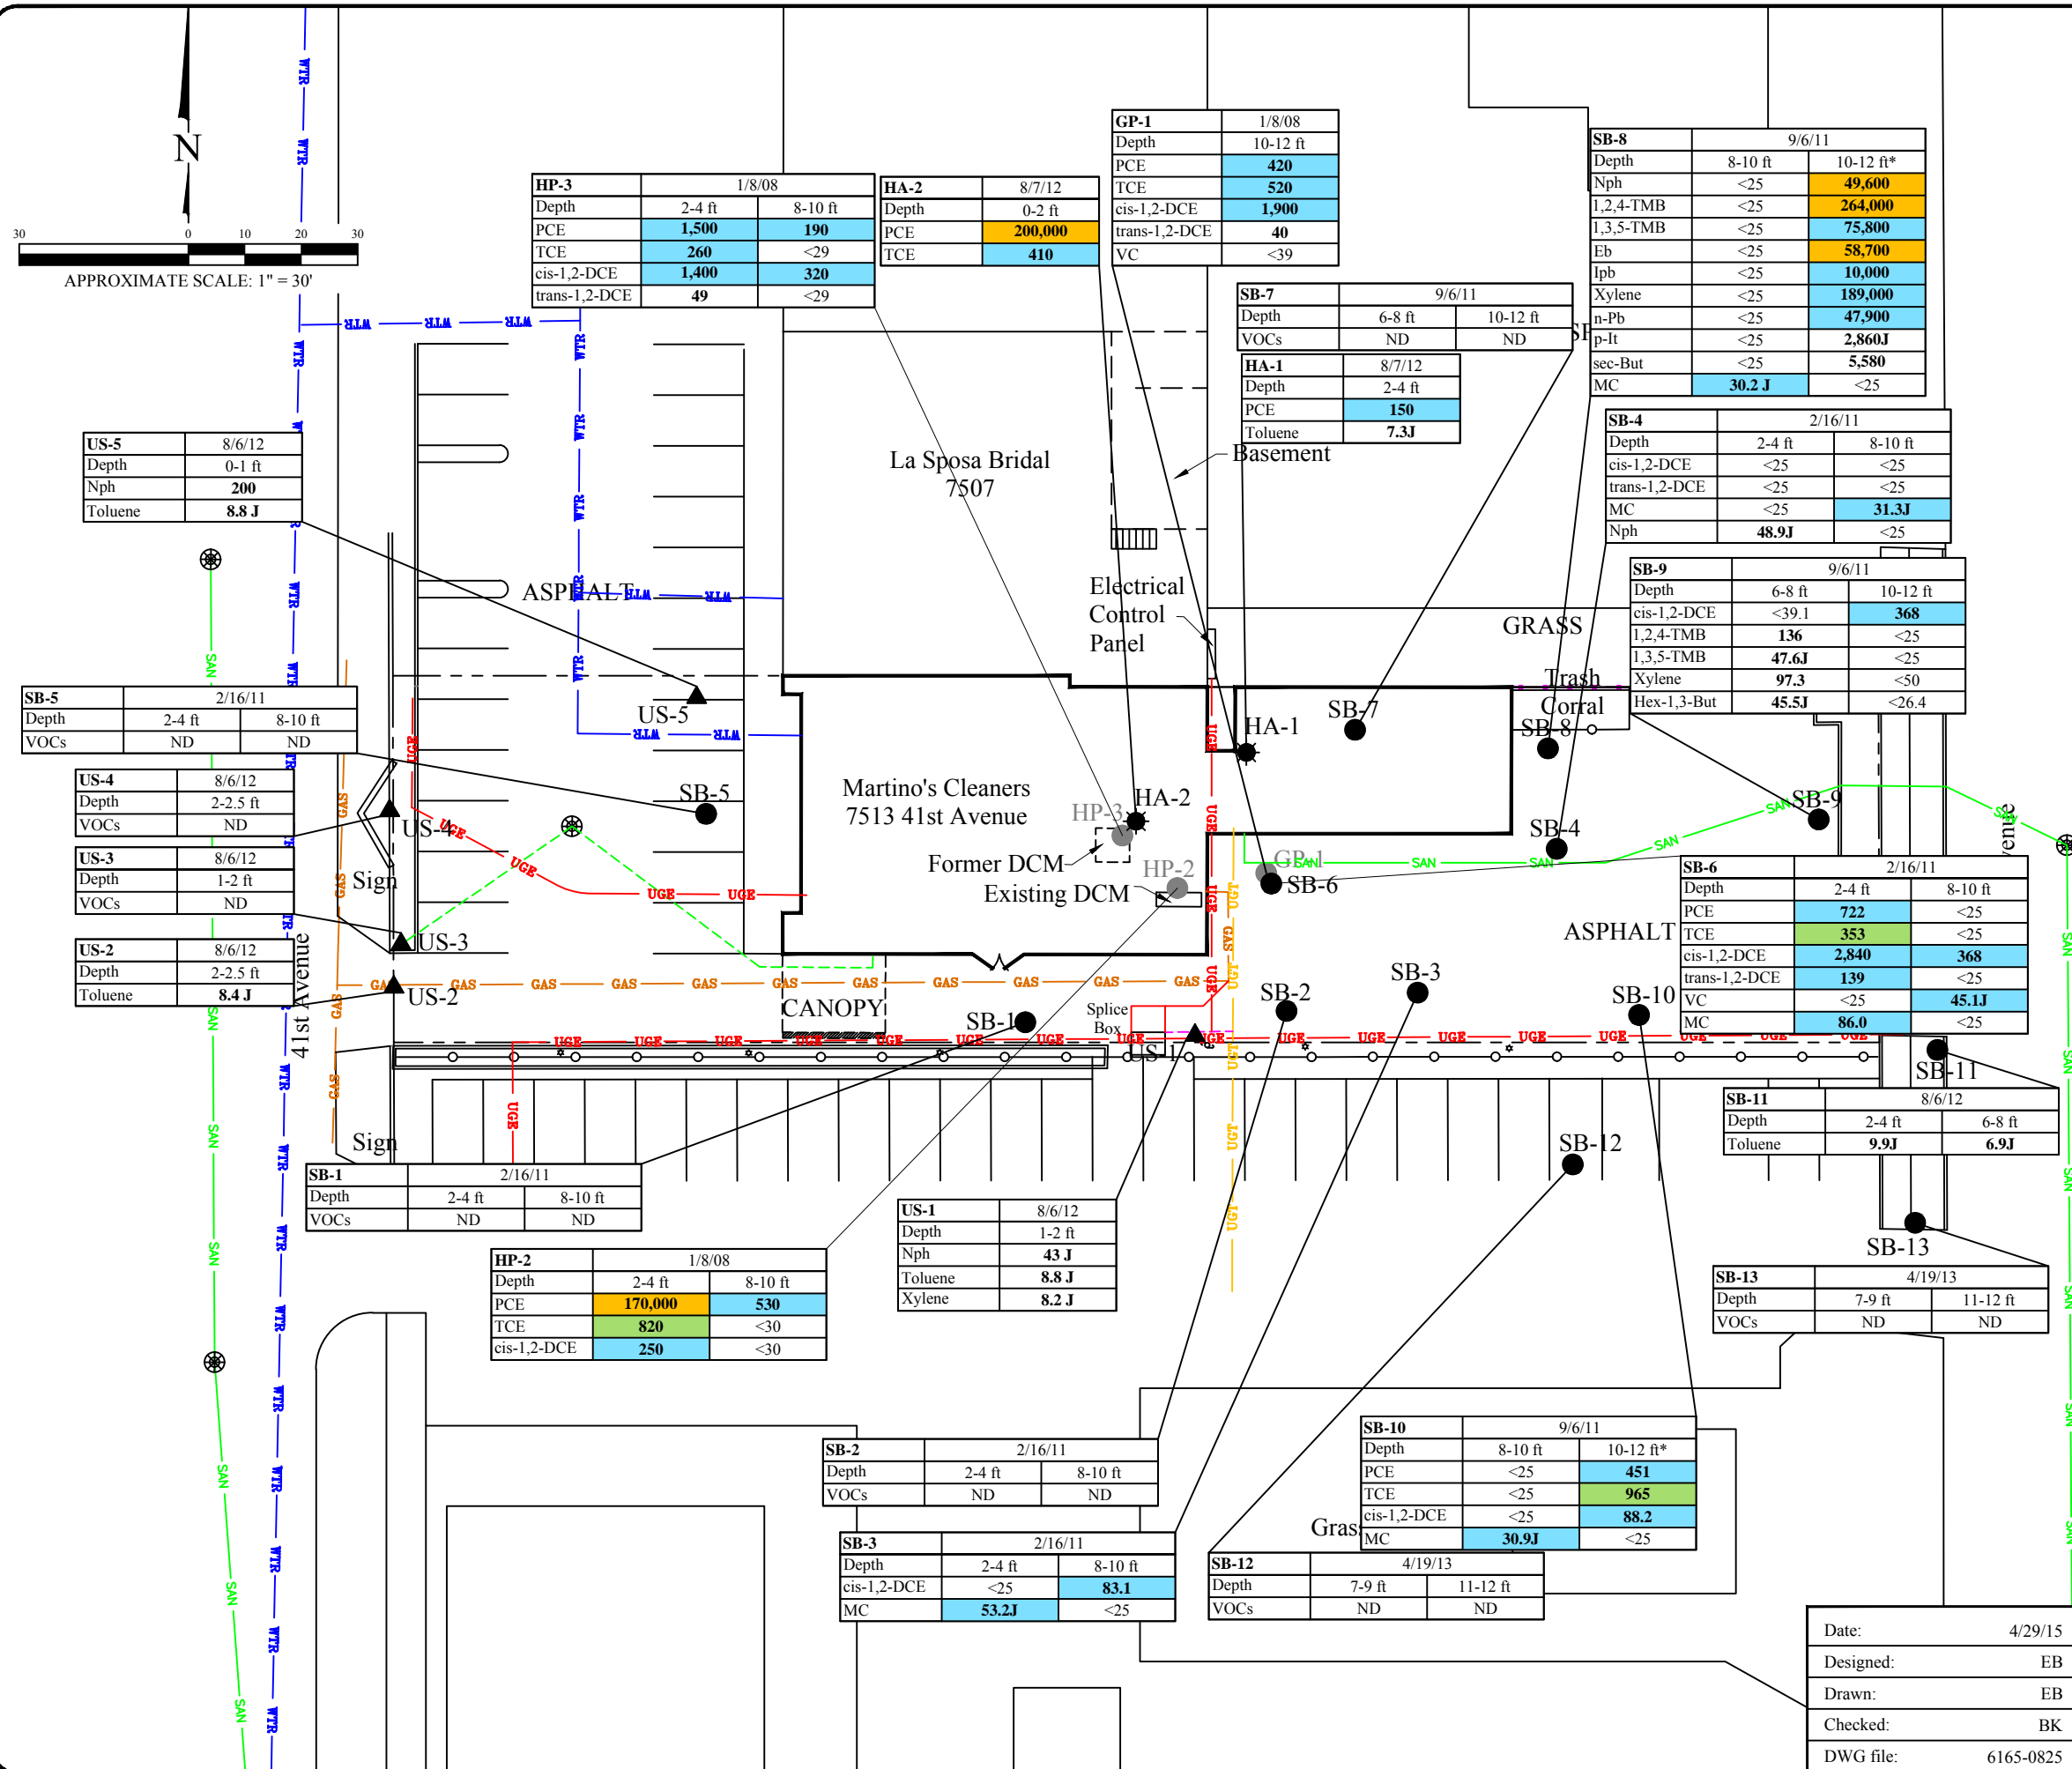 N
30 0 10 20 30
APPROXIMATE SCALE: 1" = 30'
HP-3 1/8/08
Depth 2-4 ft 8-10 ft
PCE 1,500 190
TCE 260 <29
cis-1,2-DCE 1,400 320
trans-1,2-DCE 49 <29
HA-2 8/7/12
Depth 0-2 ft
PCE 200,000
TCE 410
GP-1 1/8/08
Depth 10-12 ft
PCE 420
TCE 520
cis-1,2-DCE 1,900
trans-1,2-DCE 40
VC <39
SB-8 9/6/11
Depth 8-10 ft 10-12 ft*
Nph <25 49,600
1,2,4-TMB <25 264,000
1,3,5-TMB <25 75,800
Eb <25 58,700
Ipb <25 10,000
Xylene <25 189,000
n-Pb <25 47,900
p-It <25 2,860J
sec-But <25 5,580
MC 30.2 J <25
SB-7 9/6/11
Depth 6-8 ft 10-12 ft
VOCs ND ND
HA-1 8/7/12
Depth 2-4 ft
PCE 150
Toluene 7.3J
SB-4 2/16/11
Depth 2-4 ft 8-10 ft
cis-1,2-DCE <25 <25
trans-1,2-DCE <25 <25
MC <25 31.3J
Nph 48.9J <25
US-5 8/6/12
Depth 0-1 ft
Nph 200
Toluene 8.8 J
La Sposa Bridal
7507
Basement
SB-9 9/6/11
Depth 6-8 ft 10-12 ft
cis-1,2-DCE <39.1 368
1,2,4-TMB 136 <25
1,3,5-TMB 47.6J <25
Xylene 97.3 <50
Hex-1,3-But 45.5J <26.4
ASPHALT
Electrical
Control
Panel
GRASS
Trash
Corral
SB-5 2/16/11
Depth 2-4 ft 8-10 ft
VOCs ND ND
US-5
HA-1
SB-7
SB-8
US-4 8/6/12
Depth 2-2.5 ft
VOCs ND
US-4
SB-5
Martino's Cleaners
7513 41st Avenue
HP-3
HA-2
SB-9
SB-4
US-3 8/6/12
Depth 1-2 ft
VOCs ND
Sign
Former DCM
HP-2
Existing DCM
GP-1
SB-6
SB-6 2/16/11
Depth 2-4 ft 8-10 ft
PCE 722 <25
TCE 353 <25
cis-1,2-DCE 2,840 368
trans-1,2-DCE 139 <25
VC <25 45.1J
MC 86.0 <25
US-2 8/6/12
Depth 2-2.5 ft
Toluene 8.4 J
41st Avenue
US-3
US-2
ASPHALT
CANOPY
SB-1
Splice
Box
US-1
SB-2
SB-3
SB-10
SB-11
SB-11 8/6/12
Depth 2-4 ft 6-8 ft
Toluene 9.9J 6.9J
Sign
SB-12
SB-1 2/16/11
Depth 2-4 ft 8-10 ft
VOCs ND ND
US-1 8/6/12
Depth 1-2 ft
Nph 43 J
Toluene 8.8 J
Xylene 8.2 J
SB-13
HP-2 1/8/08
Depth 2-4 ft 8-10 ft
PCE 170,000 530
TCE 820 <30
cis-1,2-DCE 250 <30
SB-13 4/19/13
Depth 7-9 ft 11-12 ft
VOCs ND ND
SB-2 2/16/11
Depth 2-4 ft 8-10 ft
VOCs ND ND
SB-10 9/6/11
Depth 8-10 ft 10-12 ft*
PCE <25 451
TCE <25 965
cis-1,2-DCE <25 88.2
MC 30.9J <25
SB-3 2/16/11
Depth 2-4 ft 8-10 ft
cis-1,2-DCE <25 83.1
MC 53.2J <25
SB-12 4/19/13
Depth 7-9 ft 11-12 ft
VOCs ND ND
Date: 4/29/15
Designed: EB
Drawn: EB
Checked: BK
DWG file: 6165-0825
WTR
SAN
GAS
UGE
UGT